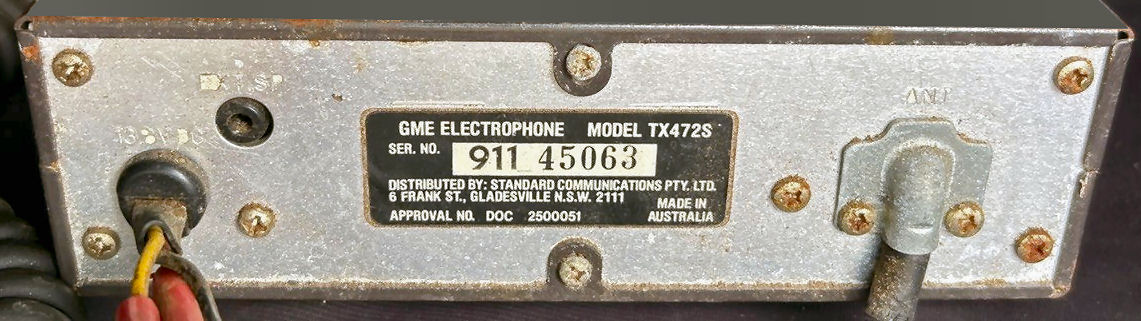 EXT SP
ANT
13.8V DC
GME ELECTROPHONE MODEL TX472S
SER. NO. 911 45063
DISTRIBUTED BY: STANDARD COMMUNICATIONS PTY. LTD.
6 FRANK ST., GLADESVILLE N.S.W. 2111
MADE IN
APPROVAL NO. DOC 2500051 AUSTRALIA